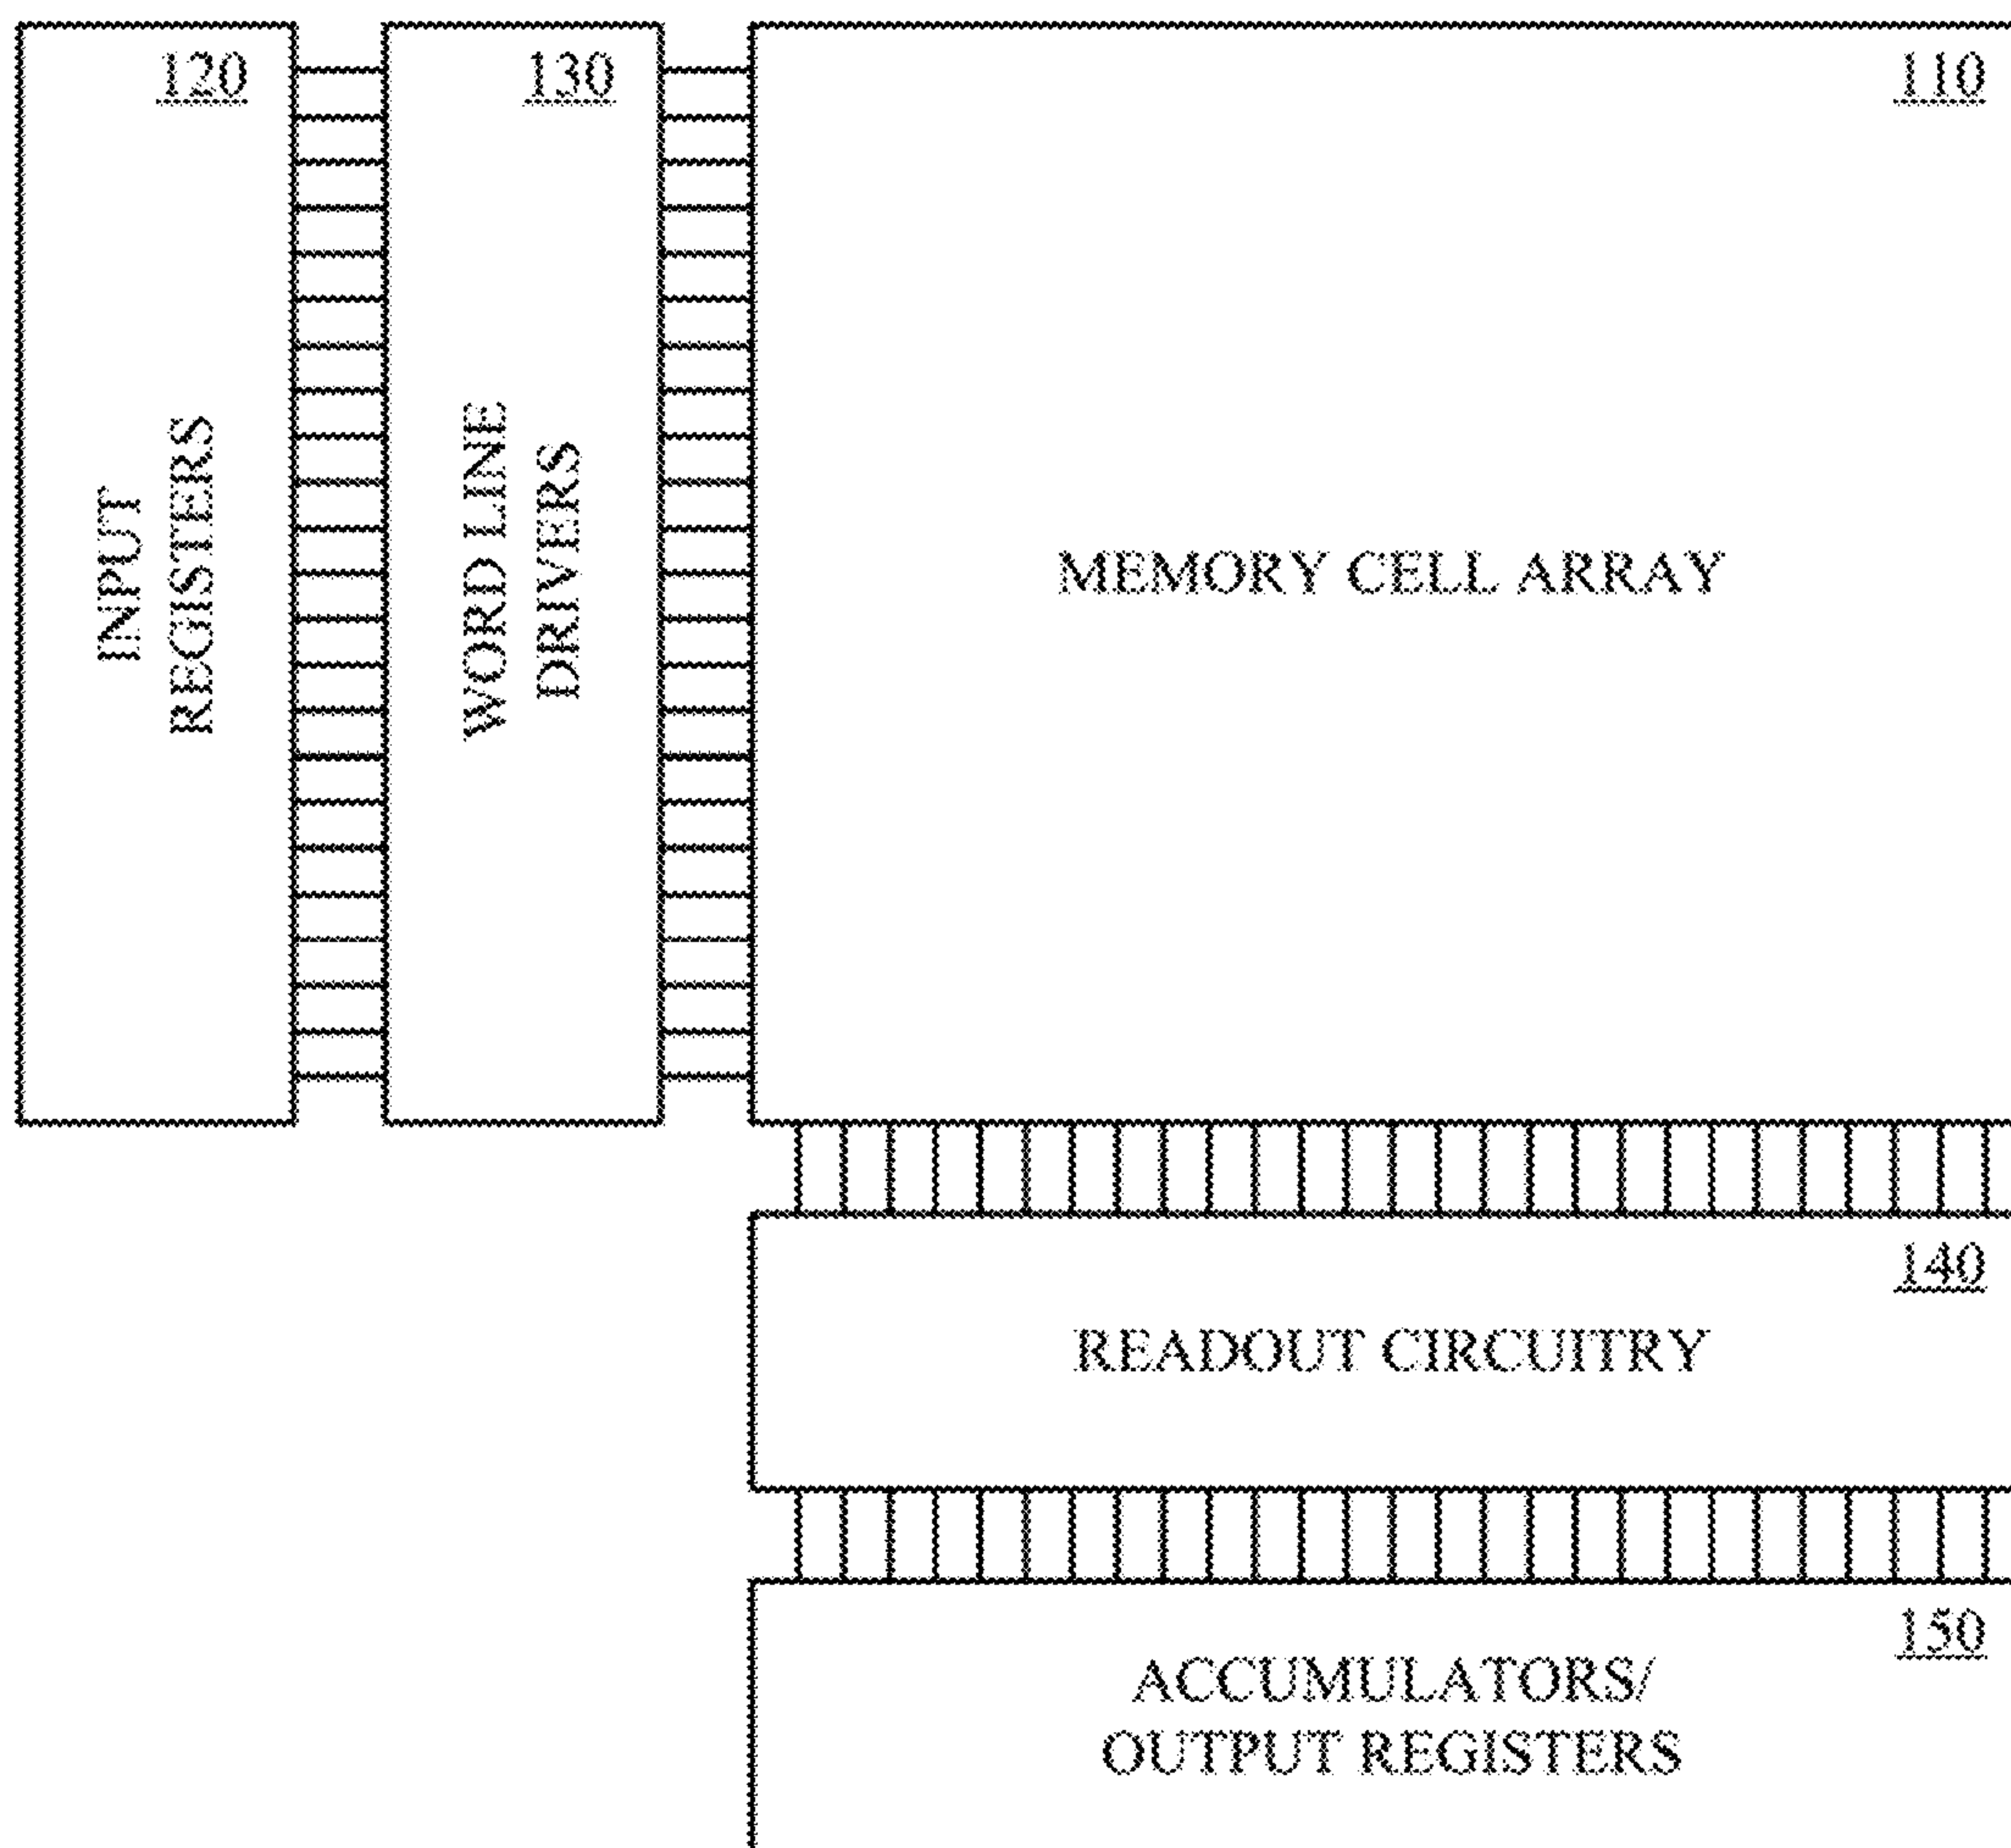 120
130
110
INPUT
REGISTERS
WORD LINE
DRIVERS
MEMORY CELL ARRAY
140
READOUT CIRCUITRY
150
ACCUMULATORS/
OUTPUT REGISTERS